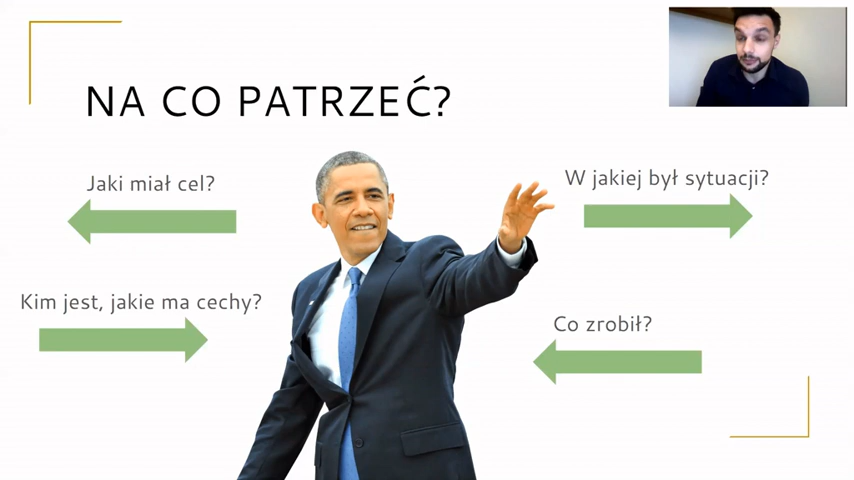 NA CO PATRZEĆ?
Jaki miał cel?
W jakiej był sytuacji?
Kim jest, jakie ma cechy?
Co zrobił?